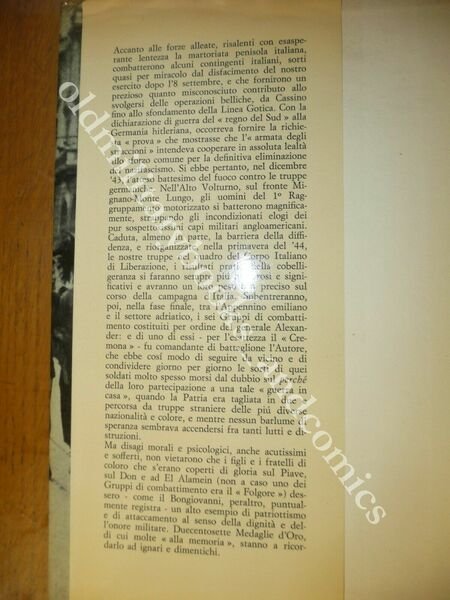 Accanto alle forze alleate, risalenti con esaspe-
rante lentezza la martoriata penisola italiana,
combatterono alcuni contingenti italiani, sorti
quasi per miracolo dal disfacimento del nostro
esercito dopo l'8 settembre, e che fornirono un
prezioso quanto misconosciuto contributo allo
svolgersi delle operazioni belliche, da Cassino
fino allo sfondamento della Linea Gotica. Con la
dichiarazione di guerra del « regno del Sud » alla
Germania hitleriana, occorreva fornire la richie-
sta « prova » che mostrasse che l'« armata degli
straccioni » intendeva cooperare in assoluta lealtà
allo sforzo comune per la definitiva eliminazione
del nazifascismo. Si ebbe pertanto, nel dicembre
'43, l'atteso battesimo del fuoco contro le truppe
germaniche. Nell'Alto Volturno, sul fronte Mi-
gnano-Monte Lungo, gli uomini del 1º Rag-
gruppamento motorizzato si batterono magnifica-
mente, strappando gli incondizionati elogi dei
pur sospettosissimi capi militari angloamericani.
Caduta, almeno in parte, la barriera della diffi-
denza, e riorganizzate nella primavera del '44,
le nostre truppe nel quadro del Corpo Italiano
di Liberazione, i risultati pratici della cobelli-
geranza si faranno sempre più numerosi e signi-
ficativi e avranno un loro peso ben preciso sul
corso della campagna d'Italia. Subentreranno,
poi, nella fase finale, tra l'Appennino emiliano
e il settore adriatico, i sei Gruppi di combatti-
mento costituiti per ordine del generale Alexan-
der: e di uno di essi - per l'esattezza il « Cre-
mona » - fu comandante di battaglione l'Autore,
che ebbe cosí modo di seguire da vicino e di
condividere giorno per giorno le sorti di quei
soldati molto spesso morsi dal dubbio sul perché
della loro partecipazione a una tale « guerra in
casa », quando la Patria era tagliata in due e
percorsa da truppe straniere delle piú diverse
nazionalità e colore, e mentre nessun barlume di
speranza sembrava accendersi fra tanti lutti e di-
struzioni.
Ma disagi morali e psicologici, anche acutissimi
e sofferti, non vietarono che i figli e i fratelli di
coloro che s'erano coperti di gloria sul Piave,
sul Don e ad El Alamein (non a caso uno dei
Gruppi di combattimento era il « Folgore ») des-
sero - come il Bongiovanni, peraltro, puntual-
mente registra - un alto esempio di patriottismo
e di attaccamento al senso della dignità e del-
l'onore militare. Duecentosette Medaglie d'Oro,
di cui molte « alla memoria », stanno a ricor-
darlo ad ignari e dimentichi.